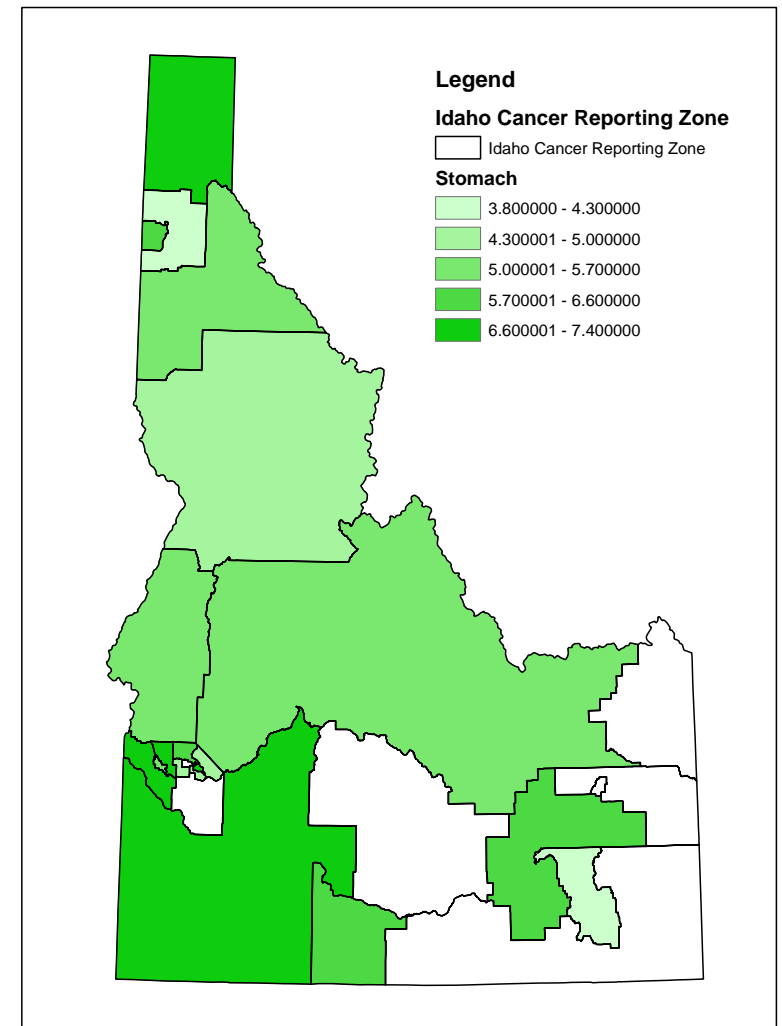 Legend
Idaho Cancer Reporting Zone
Idaho Cancer Reporting Zone
Stomach
3.800000 - 4.300000
4.300001 - 5.000000
5.000001 - 5.700000
5.700001 - 6.600000
6.600001 - 7.400000